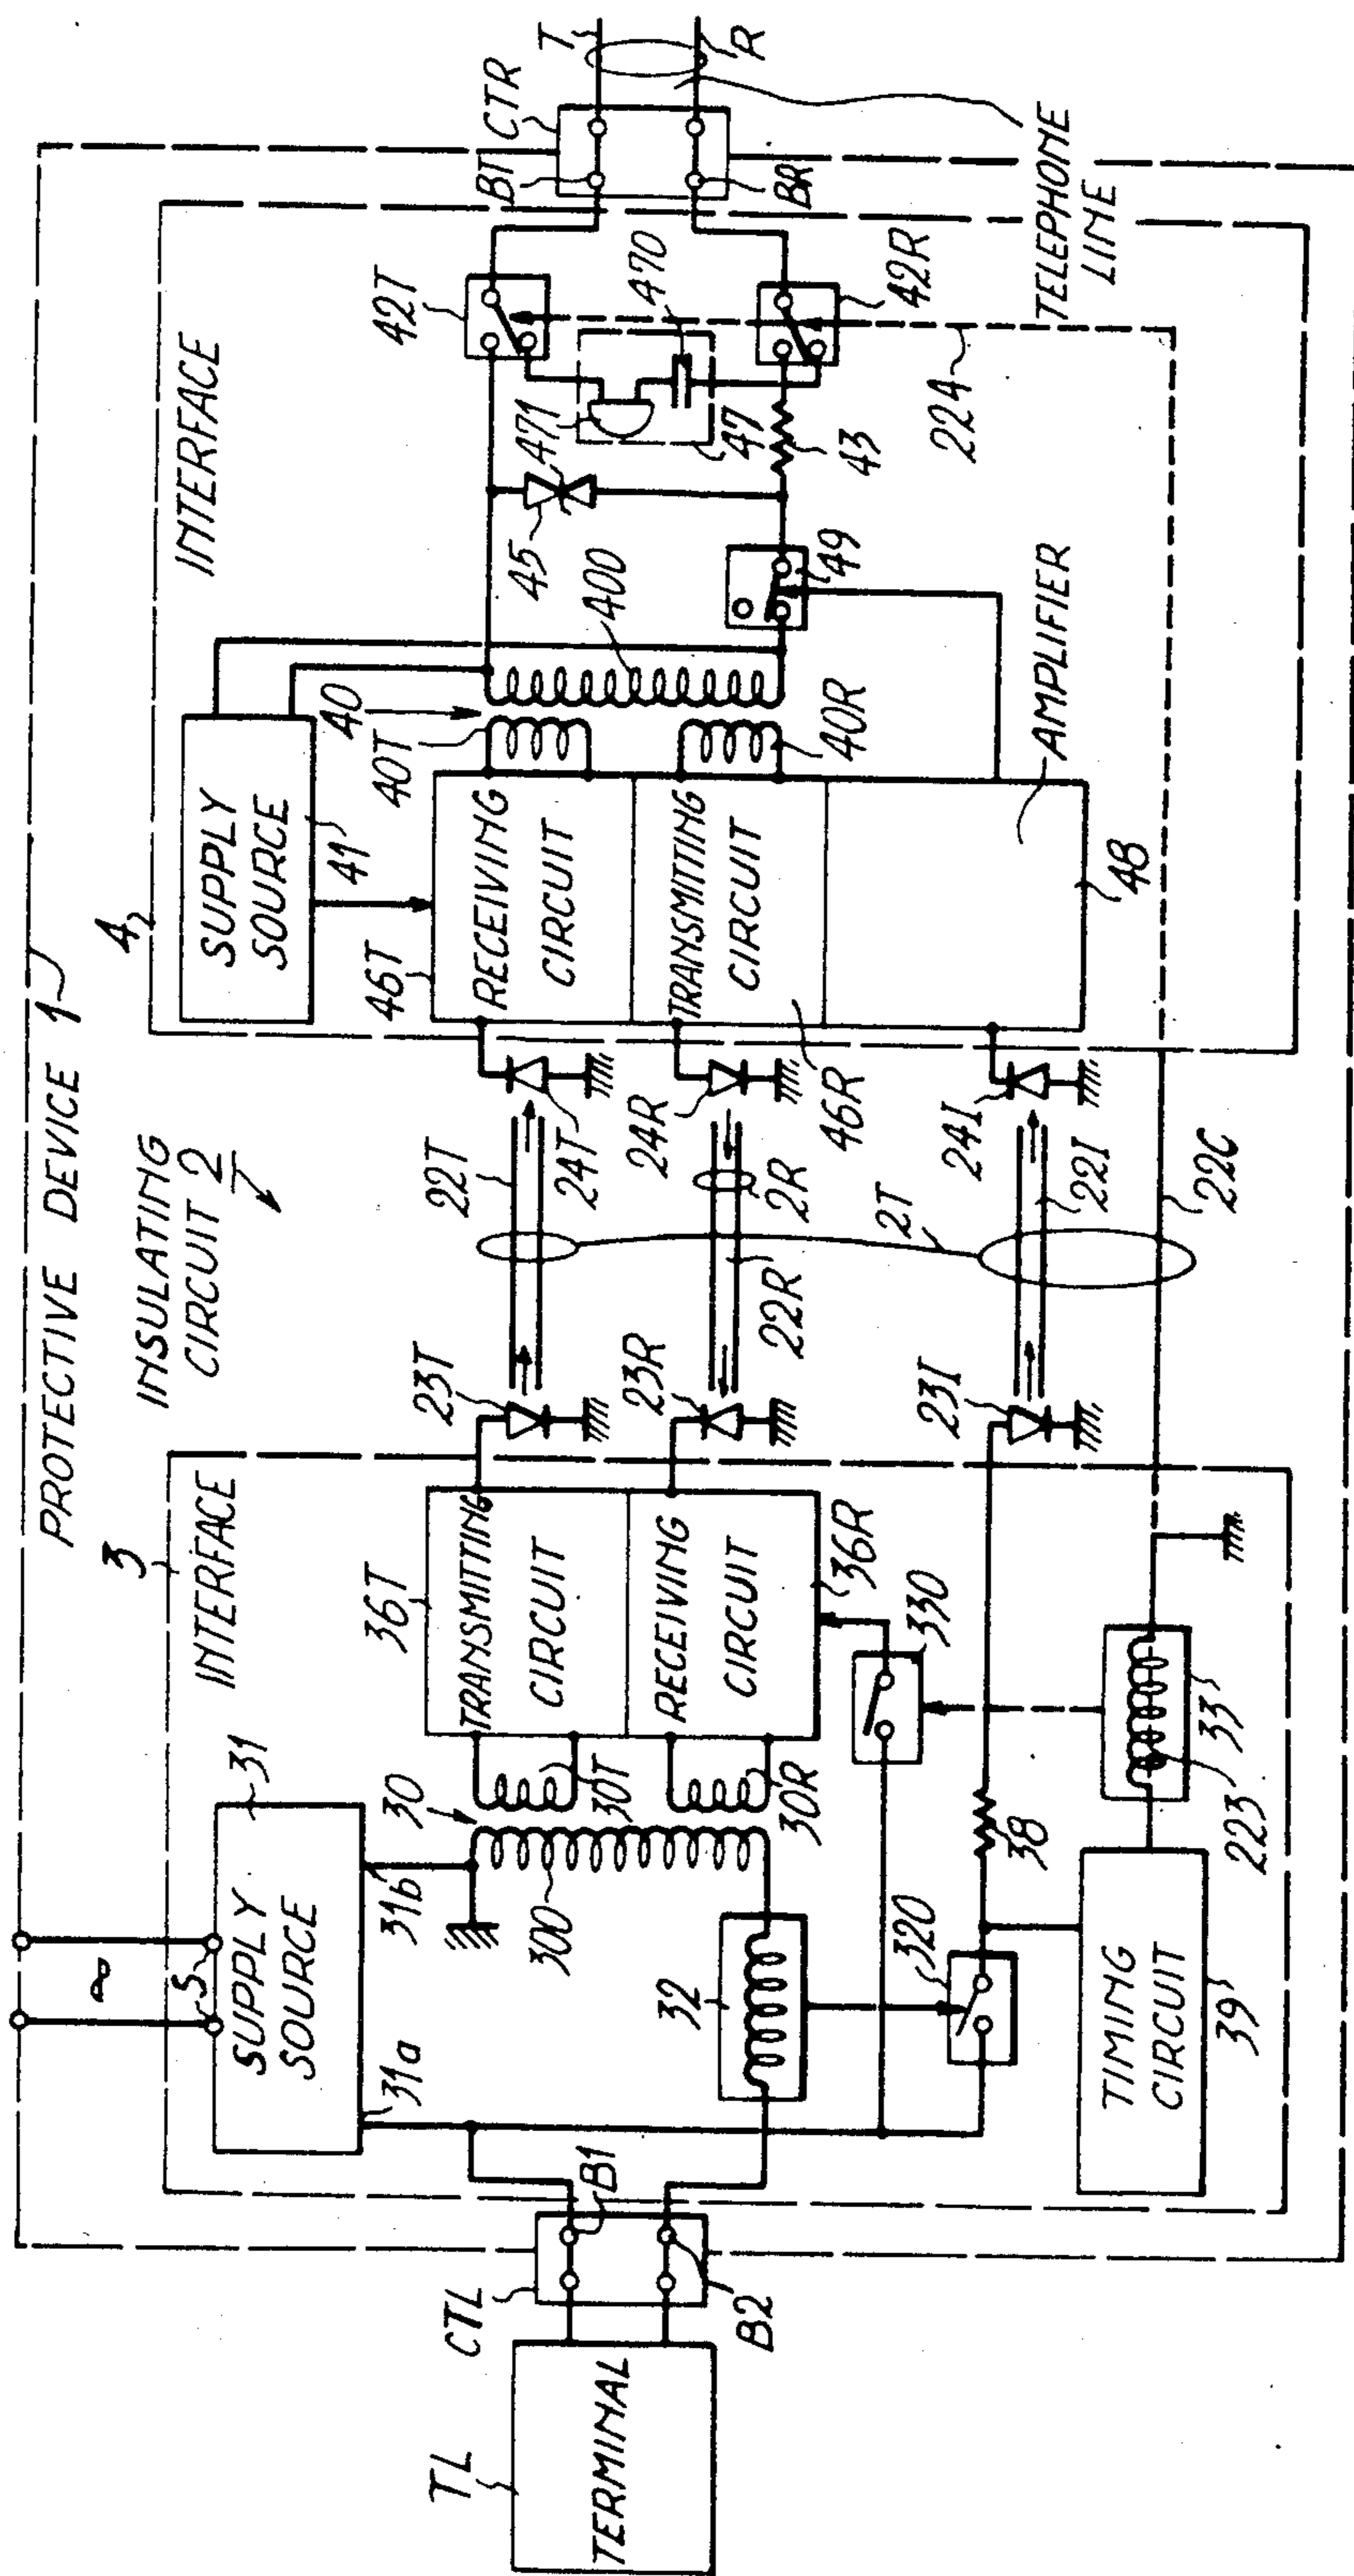 PROTECTIVE DEVICE 1
INSULATING
CIRCUIT 2
3
INTERFACE
4
INTERFACE
S
SUPPLY
SOURCE
31
31a
31b
30
300
30T
30R
36T
TRANSMITTING
CIRCUIT
RECEIVING
CIRCUIT
36R
330
32
320
38
33
223
TIMING
CIRCUIT
39
TL
TERMINAL
CTL
B1
B2
23T
22T
24T
23R
22R
2R
24R
2T
23I
22I
24I
22C
SUPPLY
SOURCE
41
46T
RECEIVING
CIRCUIT
TRANSMITTING
CIRCUIT
46R
48
AMPLIFIER
40
40T
40R
400
45
49
43
47
471
470
42T
42R
224
BT
BR
CTR
T
R
TELEPHONE
LINE